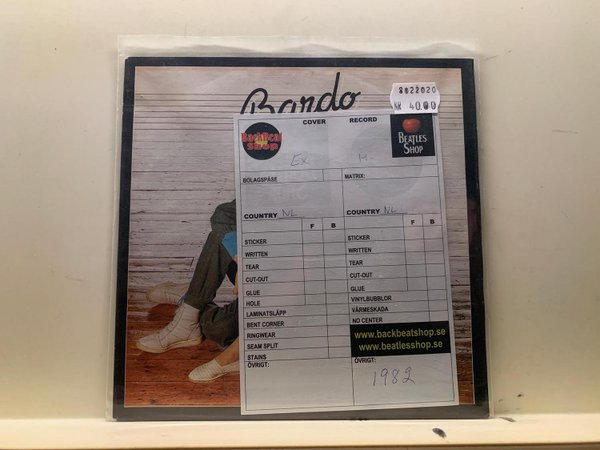 Bardo
8022020
KR 40.00
COVER RECORD
BackBeat Shop
BEATLES SHOP
Ex M-
BOLAGSPÅSE MATRIX:
COUNTRY NL COUNTRY NL
F B F B
STICKER STICKER
WRITTEN WRITTEN
TEAR TEAR
CUT-OUT CUT-OUT
GLUE GLUE
HOLE VINYLBUBBLOR
LAMINATSLÄPP VÄRMESKADA
BENT CORNER NO CENTER
RINGWEAR
SEAM SPLIT
STAINS
www.backbeatshop.se
www.beatlesshop.se
ÖVRIGT: ÖVRIGT:
1982